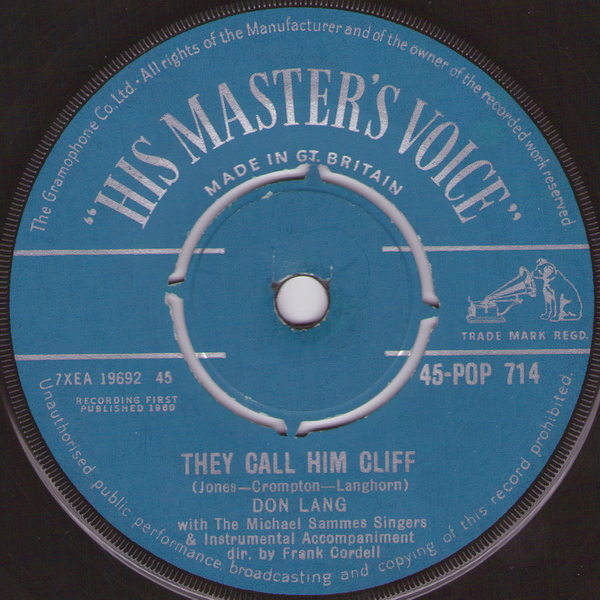 The Gramophone Co. Ltd. · All rights of the Manufacturer and of the owner of the recorded work reserved
"HIS MASTER'S VOICE"
MADE IN GT. BRITAIN
TRADE MARK REGD.
7XEA 19692 45
45-POP 714
RECORDING FIRST
PUBLISHED 1960
THEY CALL HIM CLIFF
(Jones—Crompton—Langhorn)
DON LANG
with The Michael Sammes Singers
& Instrumental Accompaniment
dir. by Frank Cordell
Unauthorised public performance, broadcasting and copying of this record prohibited.